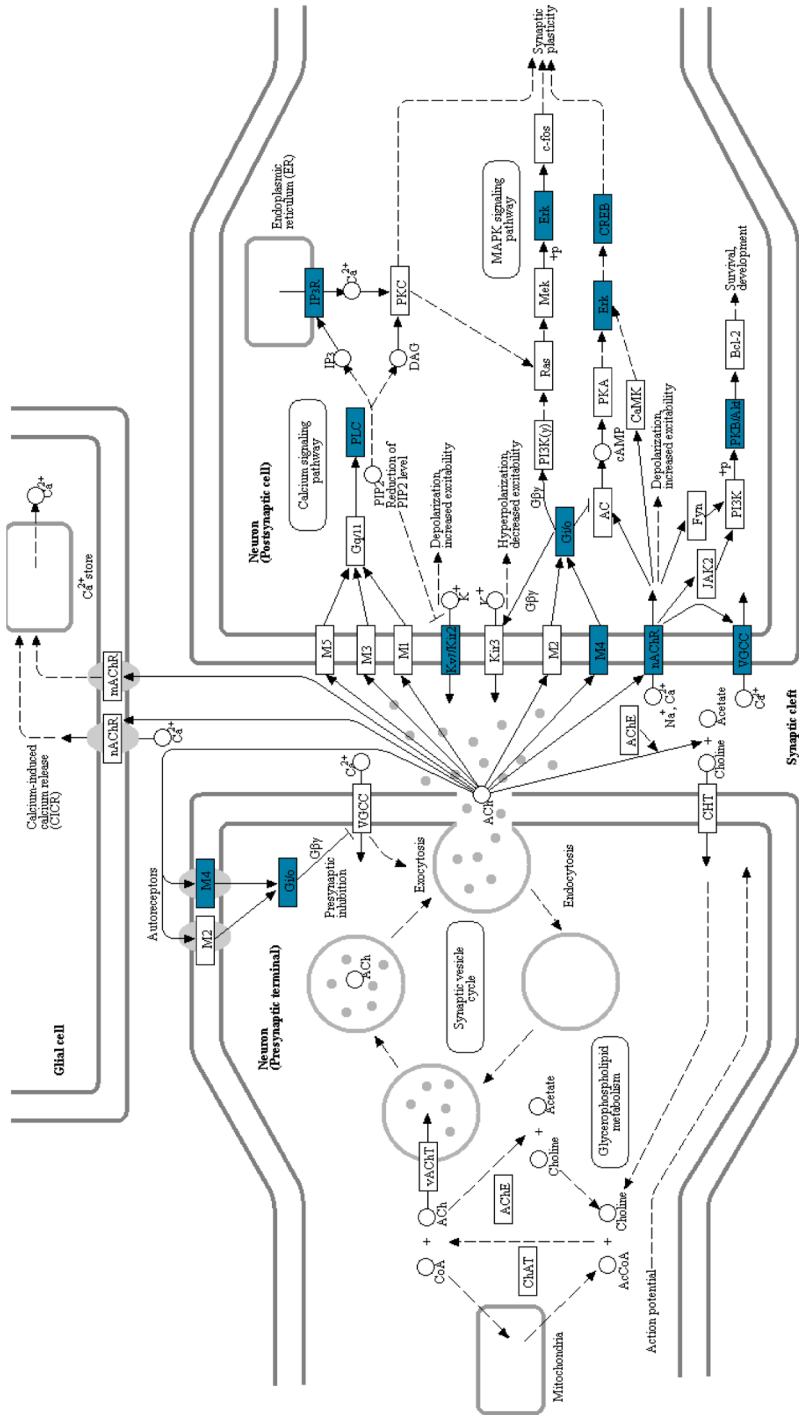 Glial cell
Calcium-induced
calcium release
(CICR)
Ca2+ store
Ca2+
nAChR
mAChR
Ca2+
Autoreceptors
M2
M4
Gi/o
Gβγ
Neuron
(Presynaptic terminal)
Presynaptic
inhibition
VGCC
Ca2+
Exocytosis
ACh
ACh
Synaptic vesicle
cycle
Endocytosis
vAChT
ACh
+
CoA
AChE
Choline
+
Acetate
ChAT
AcCoA
+
Choline
Mitochondria
Glycerophospholipid
metabolism
Action potential
CHT
Choline
+
Acetate
AChE
Synaptic cleft
Neuron
(Postsynaptic cell)
M5
M3
M1
Kv7/Kir2
Kir3
M2
M4
nAChR
VGCC
Na+, Ca2+
Ca2+
K+
K+
Gq/11
PLC
Calcium signaling
pathway
PIP2
Reduction of
PIP2 level
IP3
DAG
IP3R
Ca2+
PKC
Endoplasmic
reticulum (ER)
Depolarization,
increased excitability
Hyperpolarization,
decreased excitability
Gβγ
Gi/o
Gβγ
PI3K(γ)
Ras
Mek
+p
Erk
c-fos
MAPK signaling
pathway
Synaptic
plasticity
AC
cAMP
PKA
Erk
CREB
CaMK
Depolarization,
increased excitability
Fyn
JAK2
PI3K
+p
PKB/Akt
Bcl-2
Survival,
development